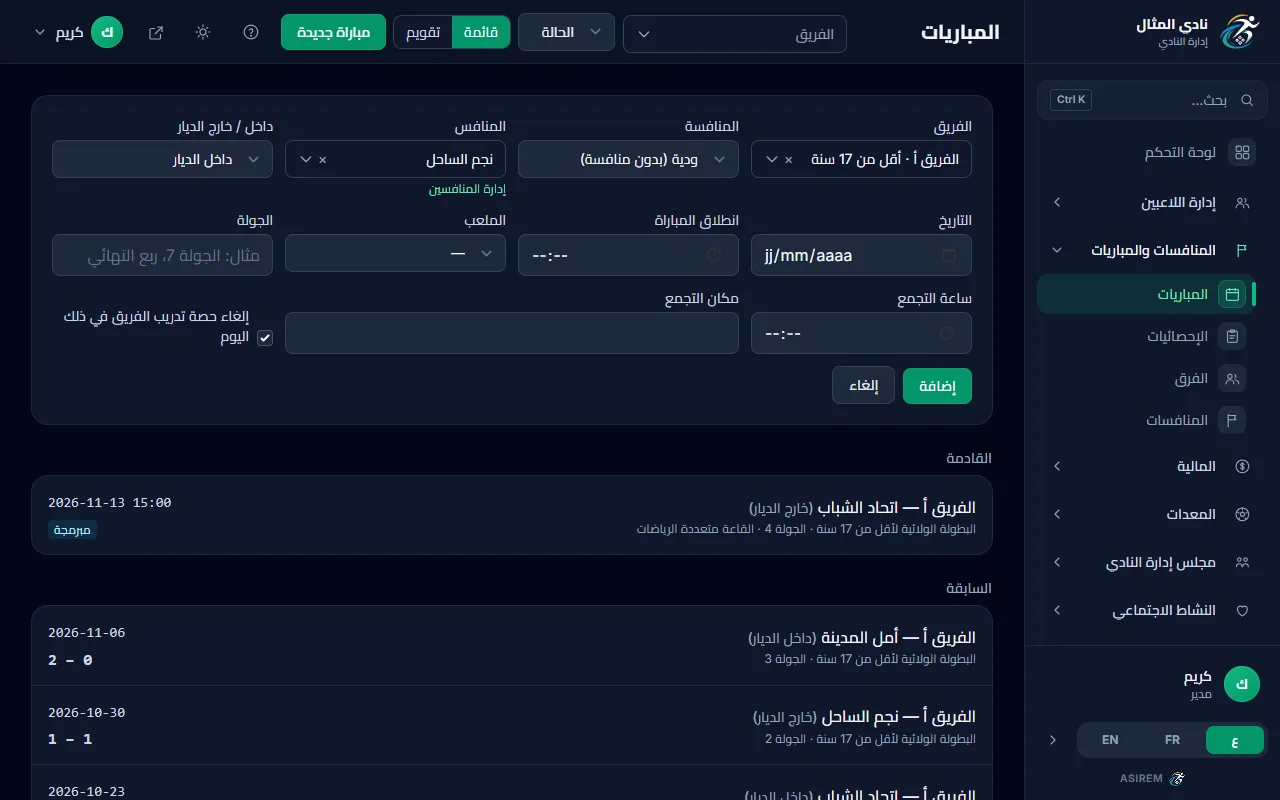 نادي المثال
إدارة النادي
بحث...
Ctrl K
لوحة التحكم
إدارة اللاعبين
المنافسات والمباريات
المباريات
الإحصائيات
الفرق
المنافسات
المالية
المعدات
مجلس إدارة النادي
النشاط الاجتماعي
ك
كريم
مدير
ع
FR
EN
ASIREM
المباريات
الفريق
الحالة
قائمة
تقويم
مباراة جديدة
ك
كريم
الفريق
المنافسة
المنافس
داخل / خارج الديار
الفريق أ · أقل من 17 سنة
ودية (بدون منافسة)
نجم الساحل
داخل الديار
إدارة المنافسين
التاريخ
انطلاق المباراة
الملعب
الجولة
jj/mm/aaaa
--:--
—
مثال: الجولة 7، ربع النهائي
ساعة التجمع
مكان التجمع
--:--
إلغاء حصة تدريب الفريق في ذلك
اليوم
إضافة
إلغاء
القادمة
الفريق أ — اتحاد الشباب (خارج الديار)
2026-11-13 15:00
البطولة الولائية لأقل من 17 سنة · الجولة 4 · القاعة متعددة الرياضات
مبرمجة
السابقة
الفريق أ — أمل المدينة (داخل الديار)
2026-11-06
البطولة الولائية لأقل من 17 سنة · الجولة 3
2 – 0
الفريق أ — نجم الساحل (خارج الديار)
2026-10-30
البطولة الولائية لأقل من 17 سنة · الجولة 2
1 – 1
الفريق أ — اتحاد الشباب (داخل الديار)
2026-10-23